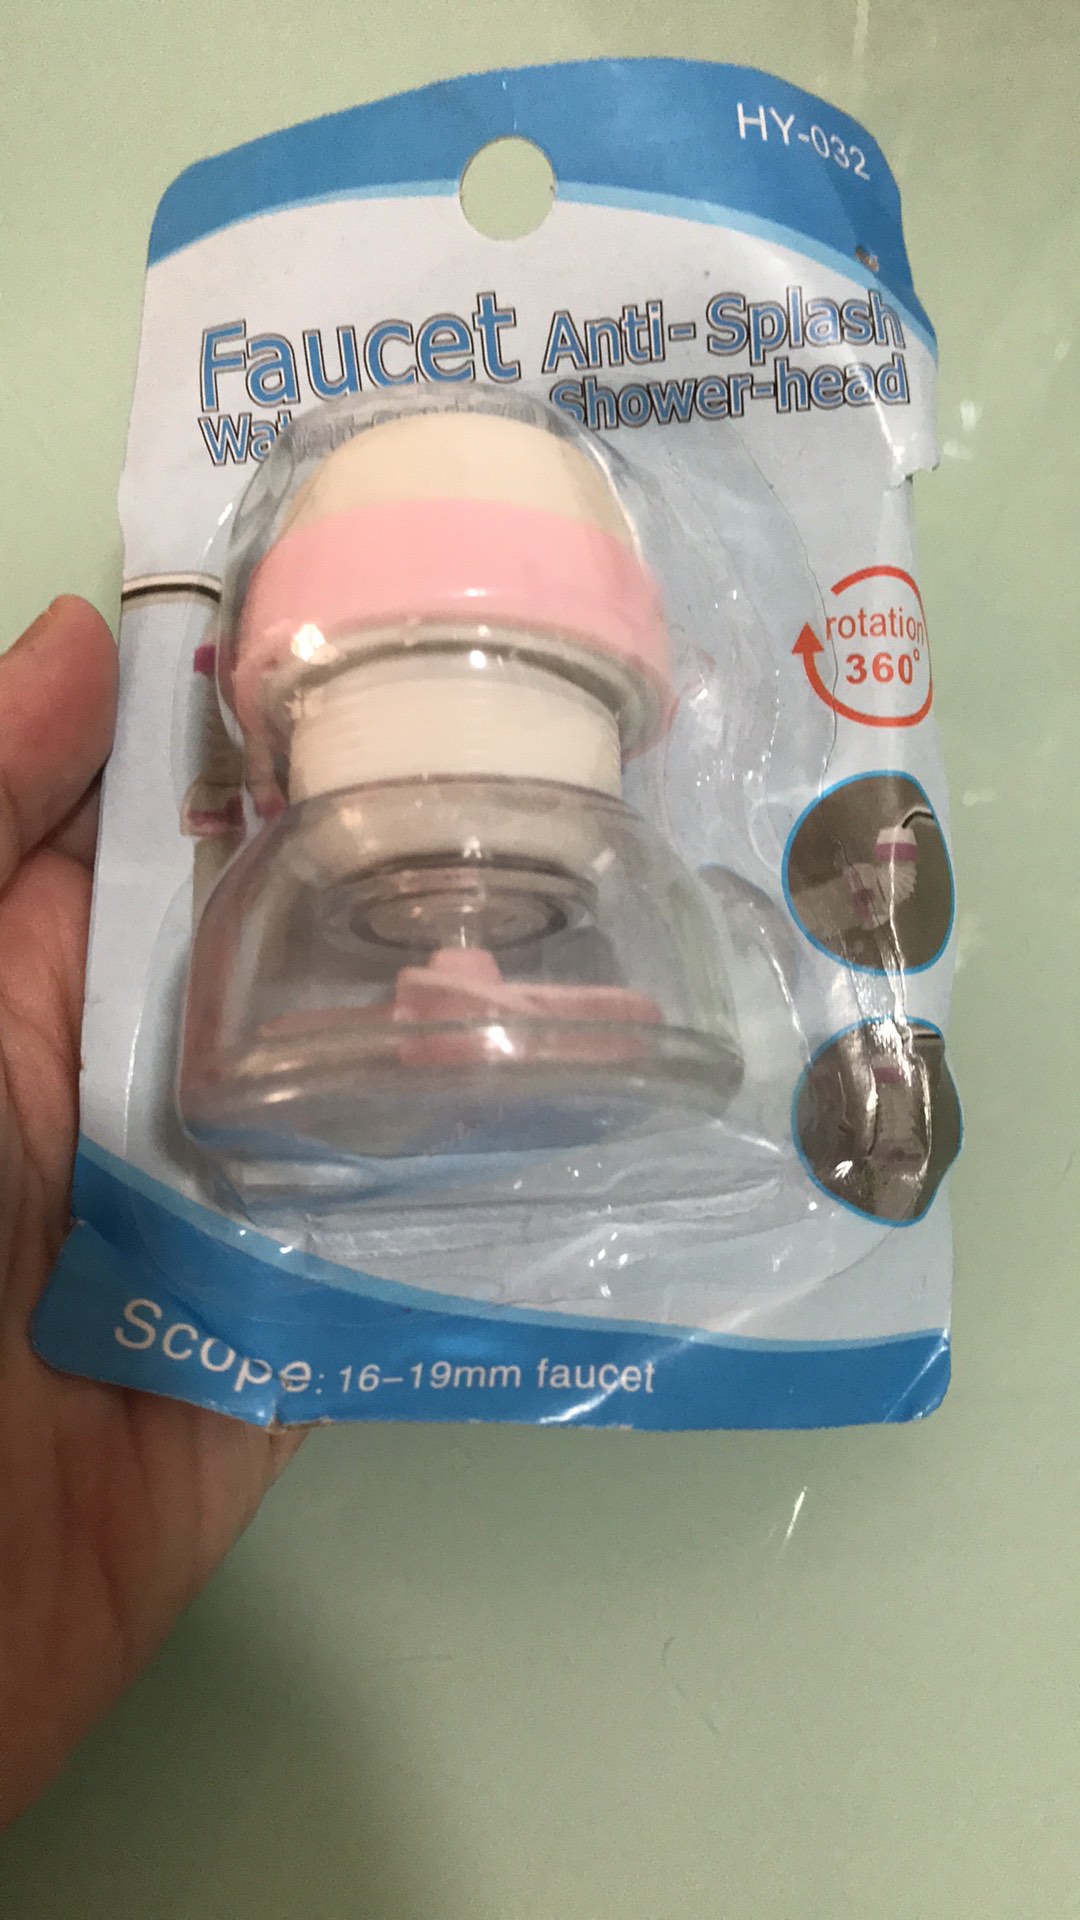 HY-032
Faucet Anti-Splash
Shower-head
rotation
360°
Scope: 16-19mm faucet